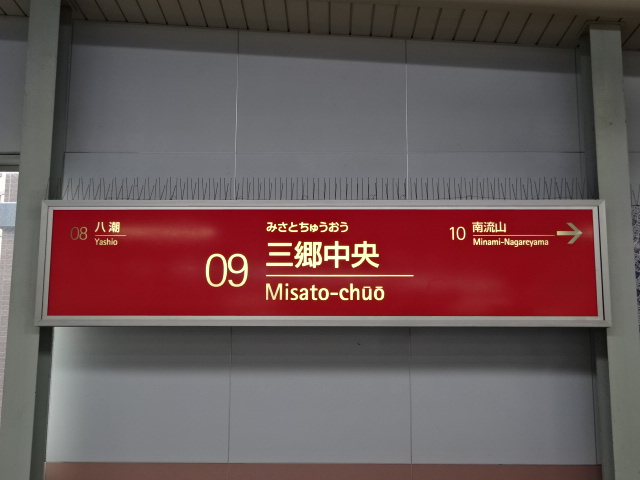 08 八潮
Yashio
みさとちゅうおう
09 三郷中央
Misato-chūō
10 南流山
Minami-Nagareyama